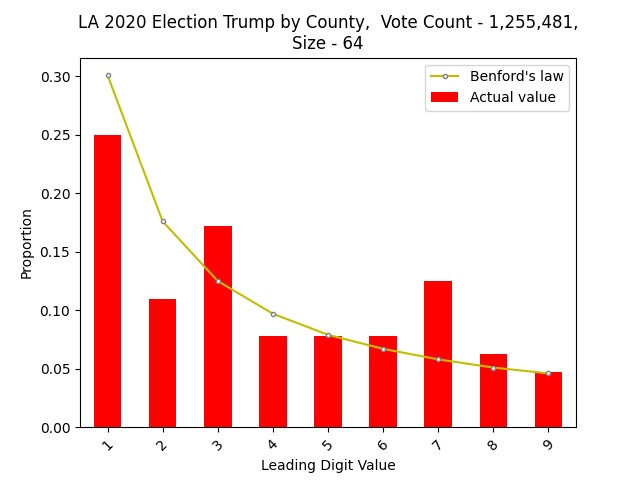 LA 2020 Election Trump by County,  Vote Count - 1,255,481,
Size - 64
Benford's law
Actual value
Proportion
0.30
0.25
0.20
0.15
0.10
0.05
0.00
1 2 3 4 5 6 7 8 9
Leading Digit Value